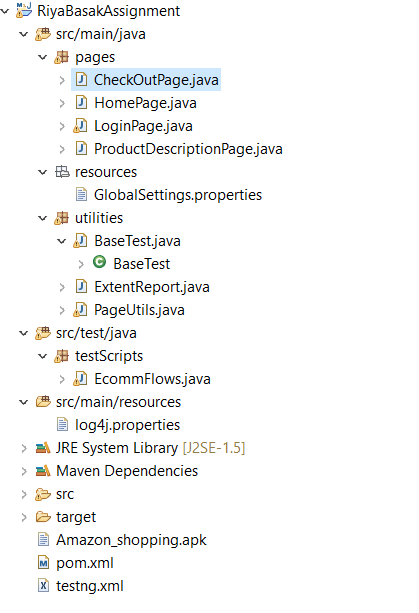 RiyaBasakAssignment
src/main/java
pages
CheckOutPage.java
HomePage.java
LoginPage.java
ProductDescriptionPage.java
resources
GlobalSettings.properties
utilities
BaseTest.java
BaseTest
ExtentReport.java
PageUtils.java
src/test/java
testScripts
EcommFlows.java
src/main/resources
log4j.properties
JRE System Library [J2SE-1.5]
Maven Dependencies
src
target
Amazon_shopping.apk
pom.xml
testng.xml